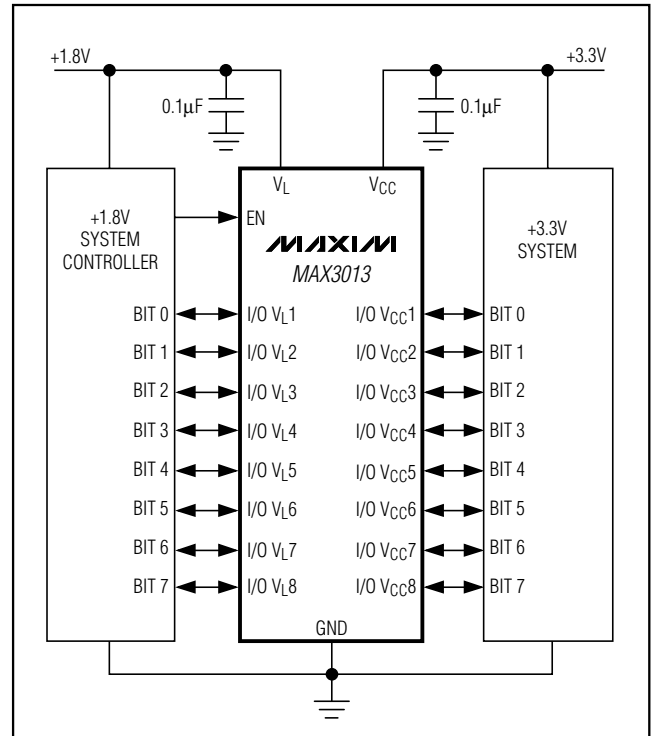 +1.8V +3.3V
0.1μF 0.1μF
VL VCC
+1.8V
SYSTEM
CONTROLLER
EN
MAXIM
MAX3013
+3.3V
SYSTEM
BIT 0 I/O VL1 I/O VCC1 BIT 0
BIT 1 I/O VL2 I/O VCC2 BIT 1
BIT 2 I/O VL3 I/O VCC3 BIT 2
BIT 3 I/O VL4 I/O VCC4 BIT 3
BIT 4 I/O VL5 I/O VCC5 BIT 4
BIT 5 I/O VL6 I/O VCC6 BIT 5
BIT 6 I/O VL7 I/O VCC7 BIT 6
BIT 7 I/O VL8 I/O VCC8 BIT 7
GND